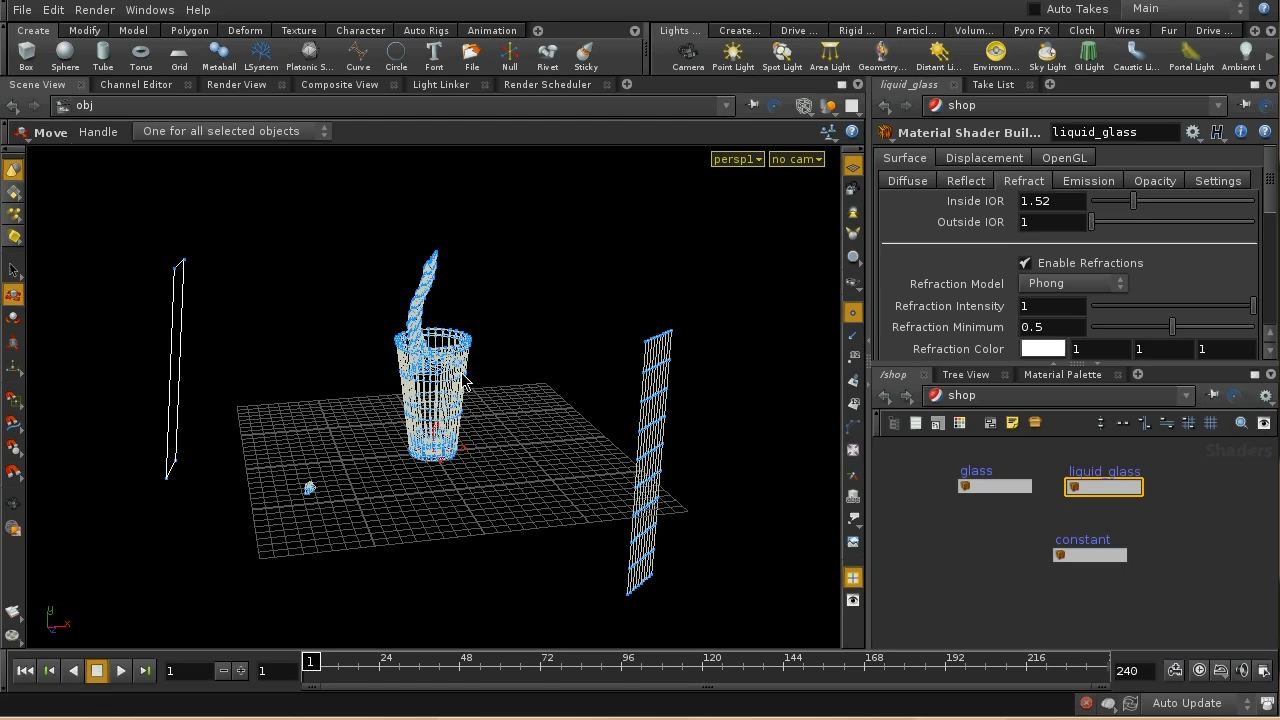 File Edit Render Windows Help Auto Takes Main
Create Modify Model Polygon Deform Texture Character Auto Rigs Animation Lights ... Create... Drive ... Rigid ... Particl... Volum... Pyro FX Cloth Wires Fur Drive ...
Box Sphere Tube Torus Grid Metaball LSystem Platonic S... Curve Circle Font File Null Rivet Sticky Camera Point Light Spot Light Area Light Geometry... Distant Li... Environm... Sky Light GI Light Caustic Li... Portal Light Ambient L
Scene View Channel Editor Render View Composite View Light Linker Render Scheduler liquid_glass Take List
obj shop
Move Handle One for all selected objects Material Shader Buil... liquid_glass
persp1 no cam Surface Displacement OpenGL
Diffuse Reflect Refract Emission Opacity Settings
Inside IOR 1.52
Outside IOR 1
Enable Refractions
Refraction Model Phong
Refraction Intensity 1
Refraction Minimum 0.5
Refraction Color 1 1 1
/shop Tree View Material Palette
shop
Shaders
glass liquid_glass
constant
y x z
1 1 1 24 48 72 96 120 144 168 192 216 240
Auto Update